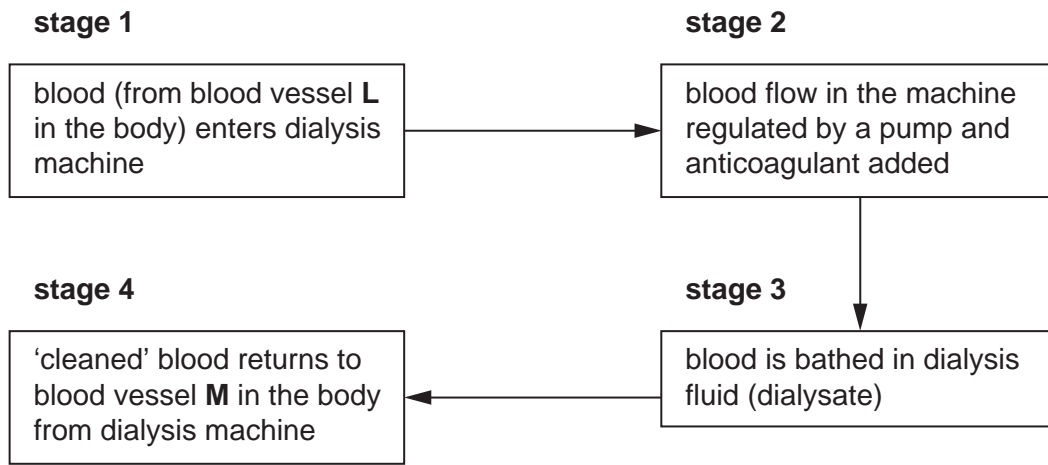 stage 1
blood (from blood vessel L
in the body) enters dialysis
machine
stage 2
blood flow in the machine
regulated by a pump and
anticoagulant added
stage 3
blood is bathed in dialysis
fluid (dialysate)
stage 4
‘cleaned’ blood returns to
blood vessel M in the body
from dialysis machine